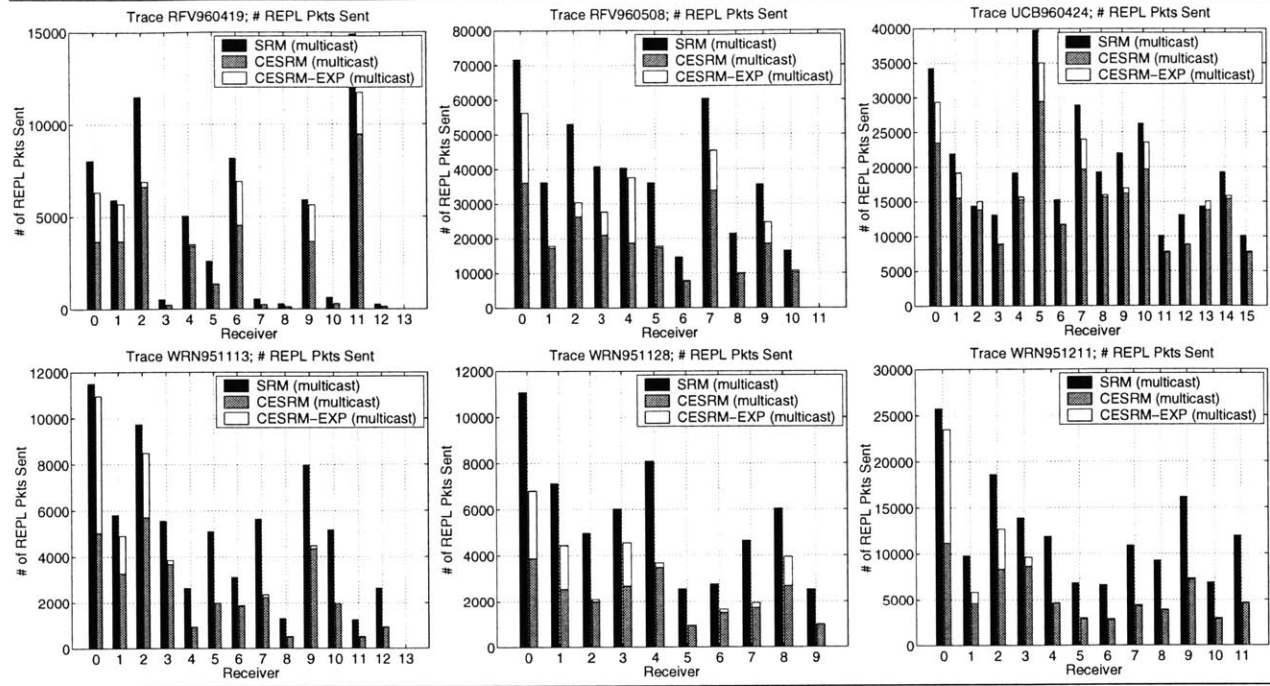 Trace RFV960419; # REPL Pkts Sent
# of REPL Pkts Sent
15000
10000
5000
0
SRM (multicast)
CESRM (multicast)
CESRM-EXP (multicast)
0 1 2 3 4 5 6 7 8 9 10 11 12 13
Receiver
Trace RFV960508; # REPL Pkts Sent
# of REPL Pkts Sent
80000
70000
60000
50000
40000
30000
20000
10000
0
SRM (multicast)
CESRM (multicast)
CESRM-EXP (multicast)
0 1 2 3 4 5 6 7 8 9 10 11
Receiver
Trace UCB960424; # REPL Pkts Sent
# of REPL Pkts Sent
40000
35000
30000
25000
20000
15000
10000
5000
0
SRM (multicast)
CESRM (multicast)
CESRM-EXP (multicast)
0 1 2 3 4 5 6 7 8 9 10 11 12 13 14 15
Receiver
Trace WRN951113; # REPL Pkts Sent
# of REPL Pkts Sent
12000
10000
8000
6000
4000
2000
0
SRM (multicast)
CESRM (multicast)
CESRM-EXP (multicast)
0 1 2 3 4 5 6 7 8 9 10 11 12 13
Receiver
Trace WRN951128; # REPL Pkts Sent
# of REPL Pkts Sent
12000
10000
8000
6000
4000
2000
0
SRM (multicast)
CESRM (multicast)
CESRM-EXP (multicast)
0 1 2 3 4 5 6 7 8 9
Receiver
Trace WRN951211; # REPL Pkts Sent
# of REPL Pkts Sent
30000
25000
20000
15000
10000
5000
0
SRM (multicast)
CESRM (multicast)
CESRM-EXP (multicast)
0 1 2 3 4 5 6 7 8 9 10 11
Receiver